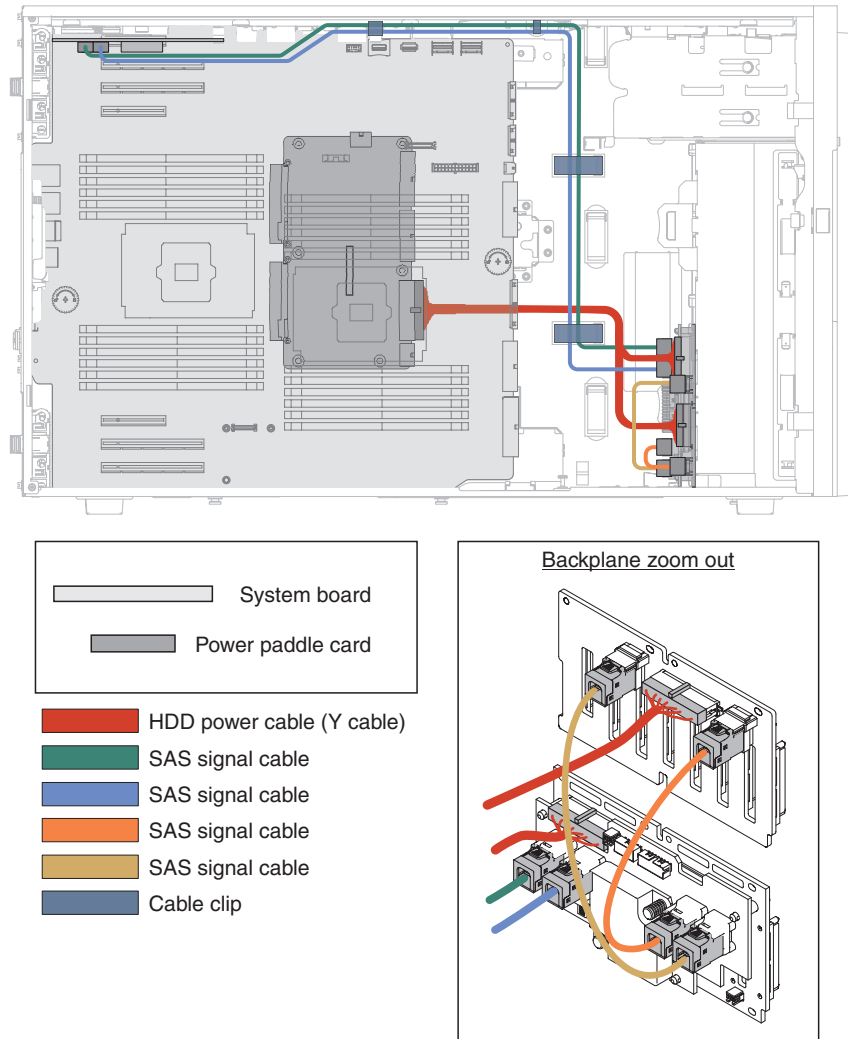 System board
Power paddle card
HDD power cable (Y cable)
SAS signal cable
SAS signal cable
SAS signal cable
SAS signal cable
Cable clip
Backplane zoom out